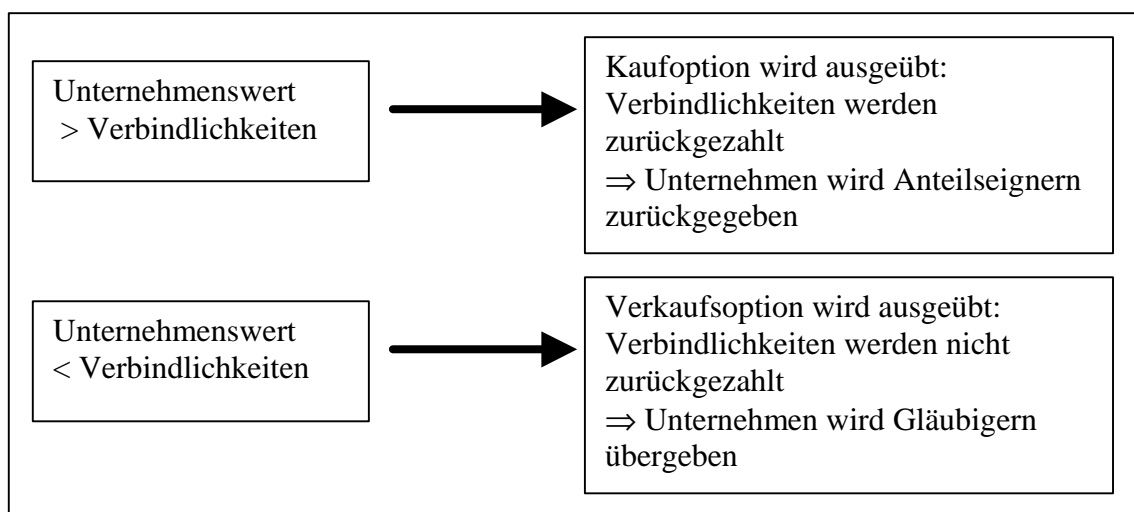 Unternehmenswert
> Verbindlichkeiten
Kaufoption wird ausgeübt:
Verbindlichkeiten werden
zurückgezahlt
⇒ Unternehmen wird Anteilseignern
zurückgegeben
Unternehmenswert
< Verbindlichkeiten
Verkaufsoption wird ausgeübt:
Verbindlichkeiten werden nicht
zurückgezahlt
⇒ Unternehmen wird Gläubigern
übergeben